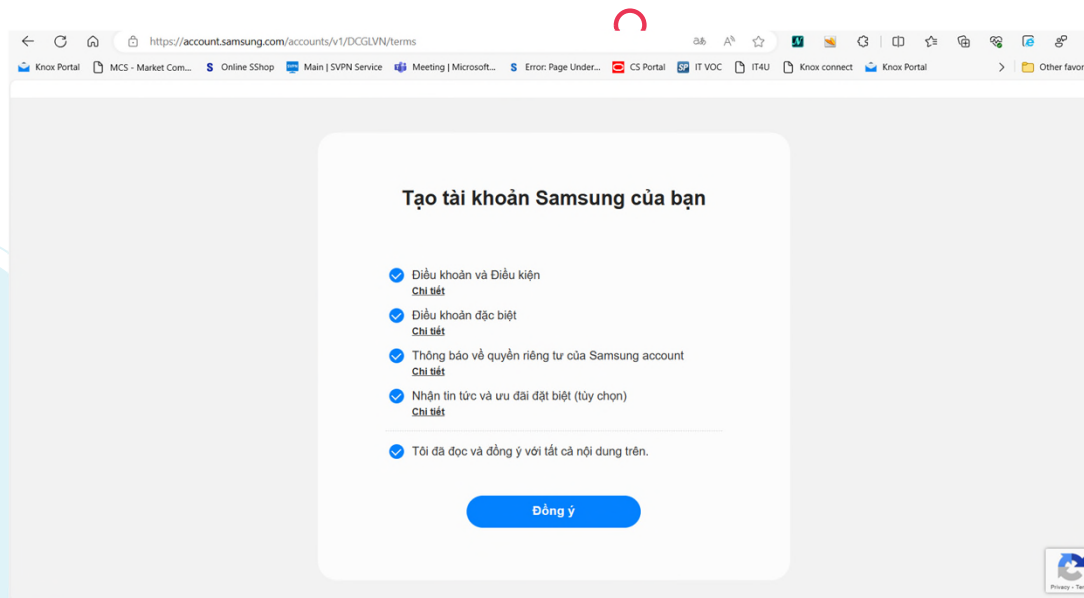 https://account.samsung.com/accounts/v1/DCGLVN/terms
Knox Portal MCS - Market Com... S Online SShop Main | SVPN Service Meeting | Microsoft... S Error: Page Under... CS Portal SP IT VOC IT4U Knox connect Knox Portal Other favor
Tạo tài khoản Samsung của bạn
Điều khoản và Điều kiện
Chi tiết
Điều khoản đặc biệt
Chi tiết
Thông báo về quyền riêng tư của Samsung account
Chi tiết
Nhận tin tức và ưu đãi đặt biệt (tùy chọn)
Chi tiết
Tôi đã đọc và đồng ý với tất cả nội dung trên.
Đồng ý
Privacy - Ter